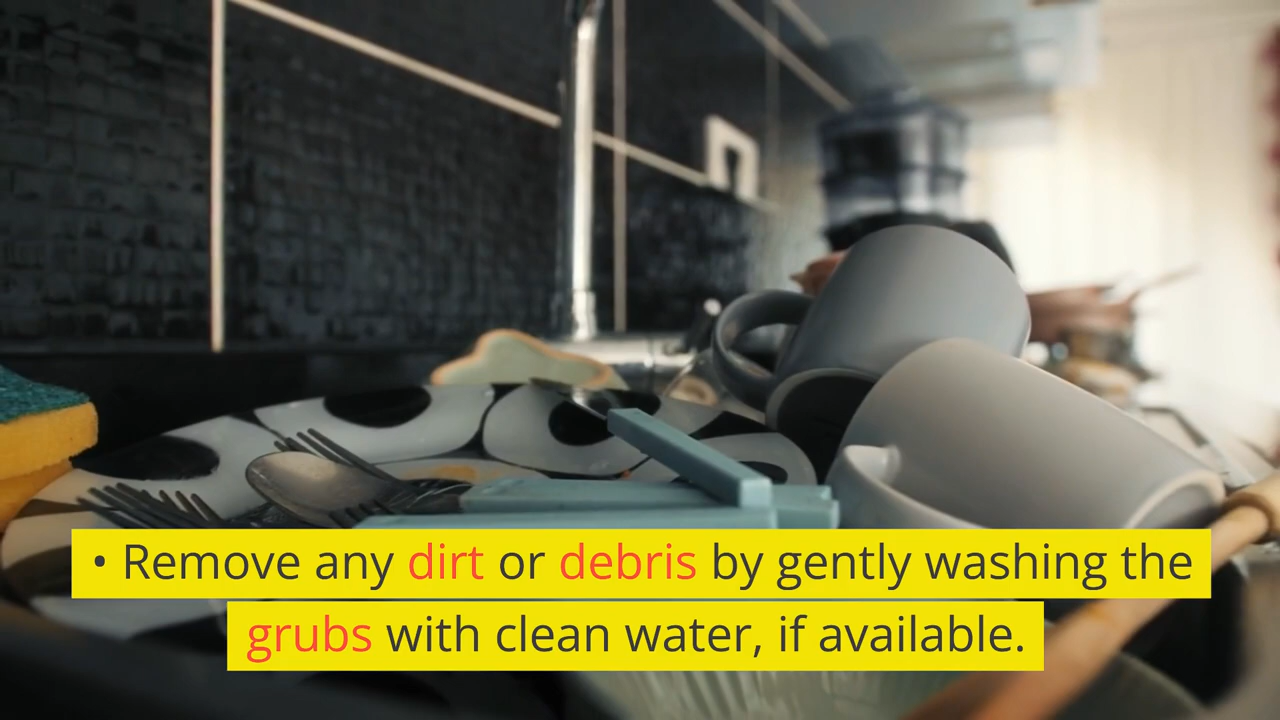 • Remove any dirt or debris by gently washing the
grubs with clean water, if available.